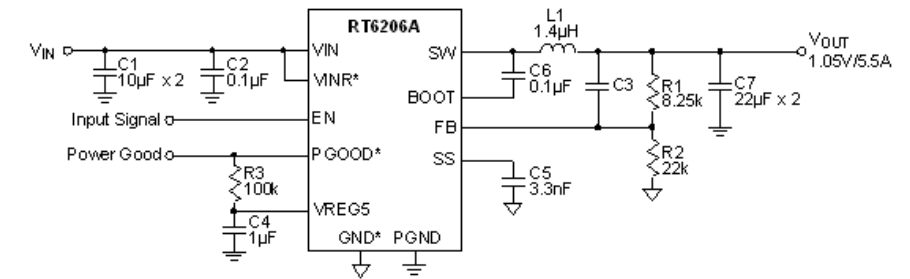 RT6206A
VIN
C1
10µF x 2
C2
0.1µF
VIN
VINR*
Input Signal
EN
Power Good
PGOOD*
R3
100k
VREG5
C4
1µF
GND*
PGND
SW
BOOT
FB
SS
L1
1.4µH
C6
0.1µF
C3
R1
8.25k
C7
22µF x 2
VOUT
1.05V/5.5A
R2
22k
C5
3.3nF